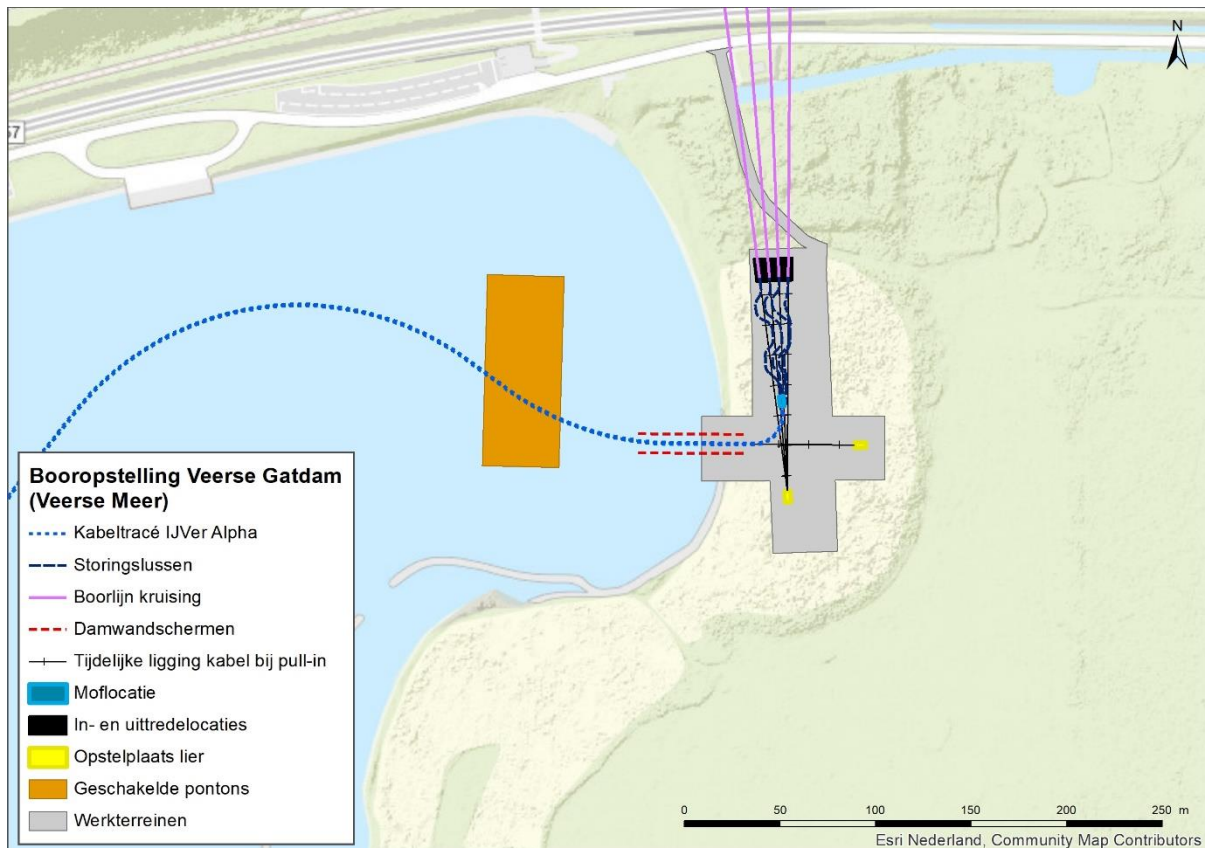 N
57
Booropstelling Veerse Gatdam
(Veerse Meer)
Kabeltracé IJVer Alpha
Storingslussen
Boorlijn kruising
Damwandschermen
Tijdelijke ligging kabel bij pull-in
Moflocatie
In- en uittredelocaties
Opstelplaats lier
Geschakelde pontons
Werkterreinen
0 50 100 150 200 250 m
Esri Nederland, Community Map Contributors